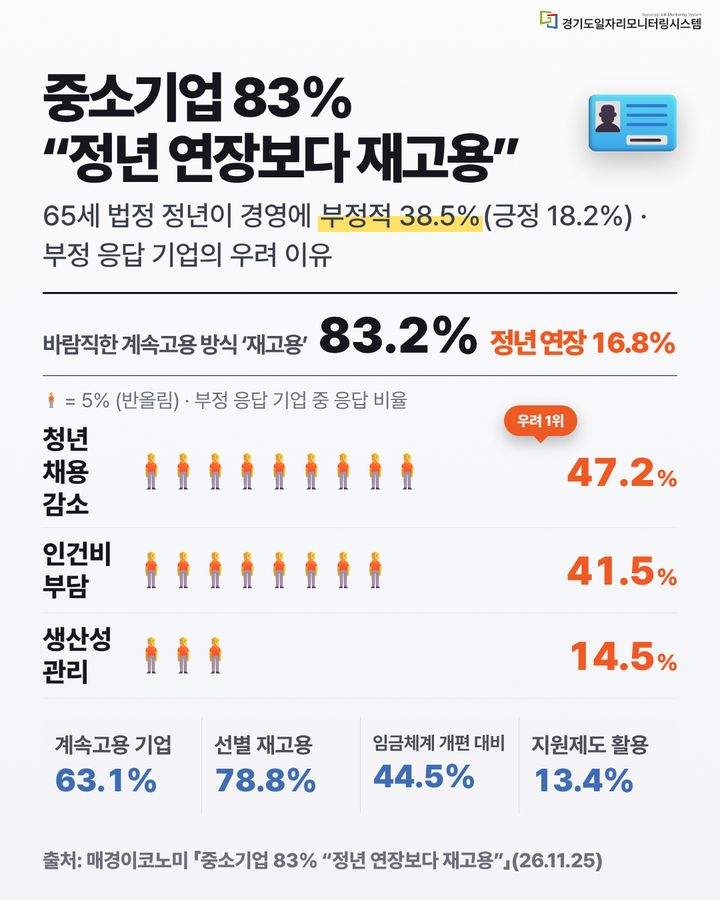 Gyeonggi Job Monitoring System
경기도일자리모니터링시스템
중소기업 83%
“정년 연장보다 재고용”
65세 법정 정년이 경영에 부정적 38.5%(긍정 18.2%) ·
부정 응답 기업의 우려 이유
바람직한 계속고용 방식 ‘재고용’ 83.2% 정년 연장 16.8%
= 5% (반올림) · 부정 응답 기업 중 응답 비율
우려 1위
청년
채용
감소
47.2%
인건비
부담
41.5%
생산성
관리
14.5%
계속고용 기업
63.1%
선별 재고용
78.8%
임금체계 개편 대비
44.5%
지원제도 활용
13.4%
출처: 매경이코노미 「중소기업 83% “정년 연장보다 재고용”」(26.11.25)